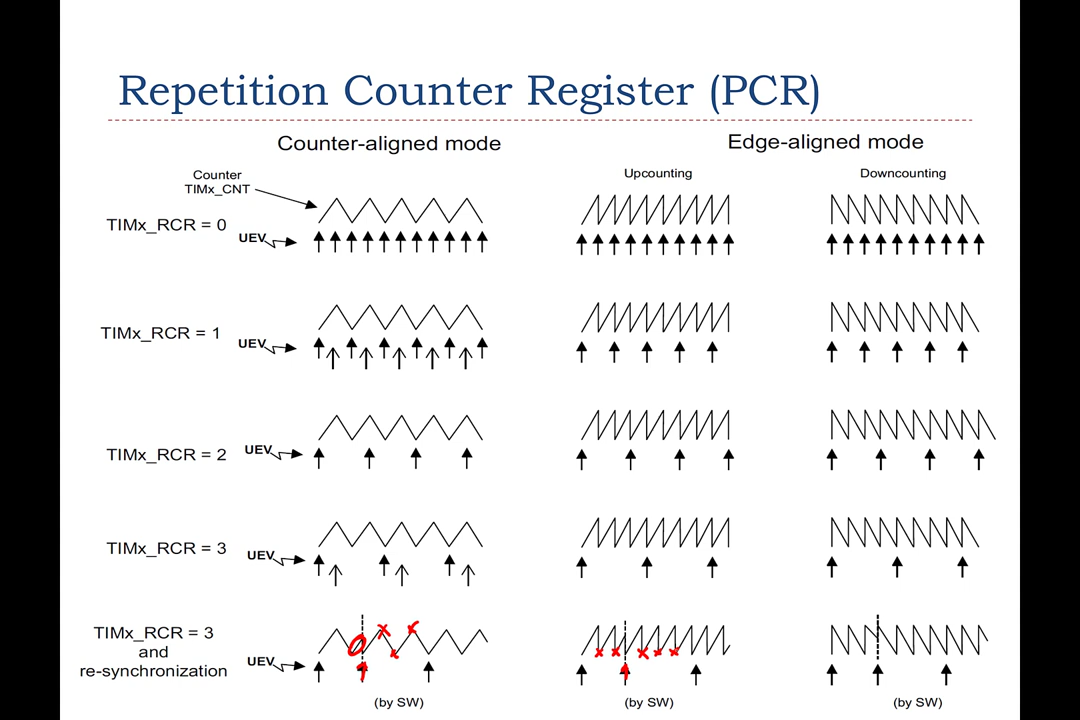 Repetition Counter Register (PCR)
Counter-aligned mode
Edge-aligned mode
Counter
TIMx_CNT
Upcounting
Downcounting
TIMx_RCR = 0
UEV
TIMx_RCR = 1
UEV
TIMx_RCR = 2
UEV
TIMx_RCR = 3
UEV
TIMx_RCR = 3
and
re-synchronization
UEV
(by SW)
(by SW)
(by SW)